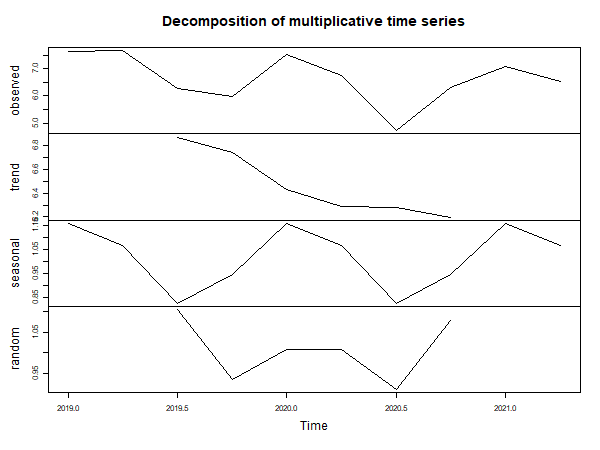 Decomposition of multiplicative time series
observed
5.0 6.0 7.0
trend
6.2 6.4 6.6 6.8
seasonal
0.85 0.95 1.05 1.15
random
0.95 1.05
2019.0 2019.5 2020.0 2020.5 2021.0
Time